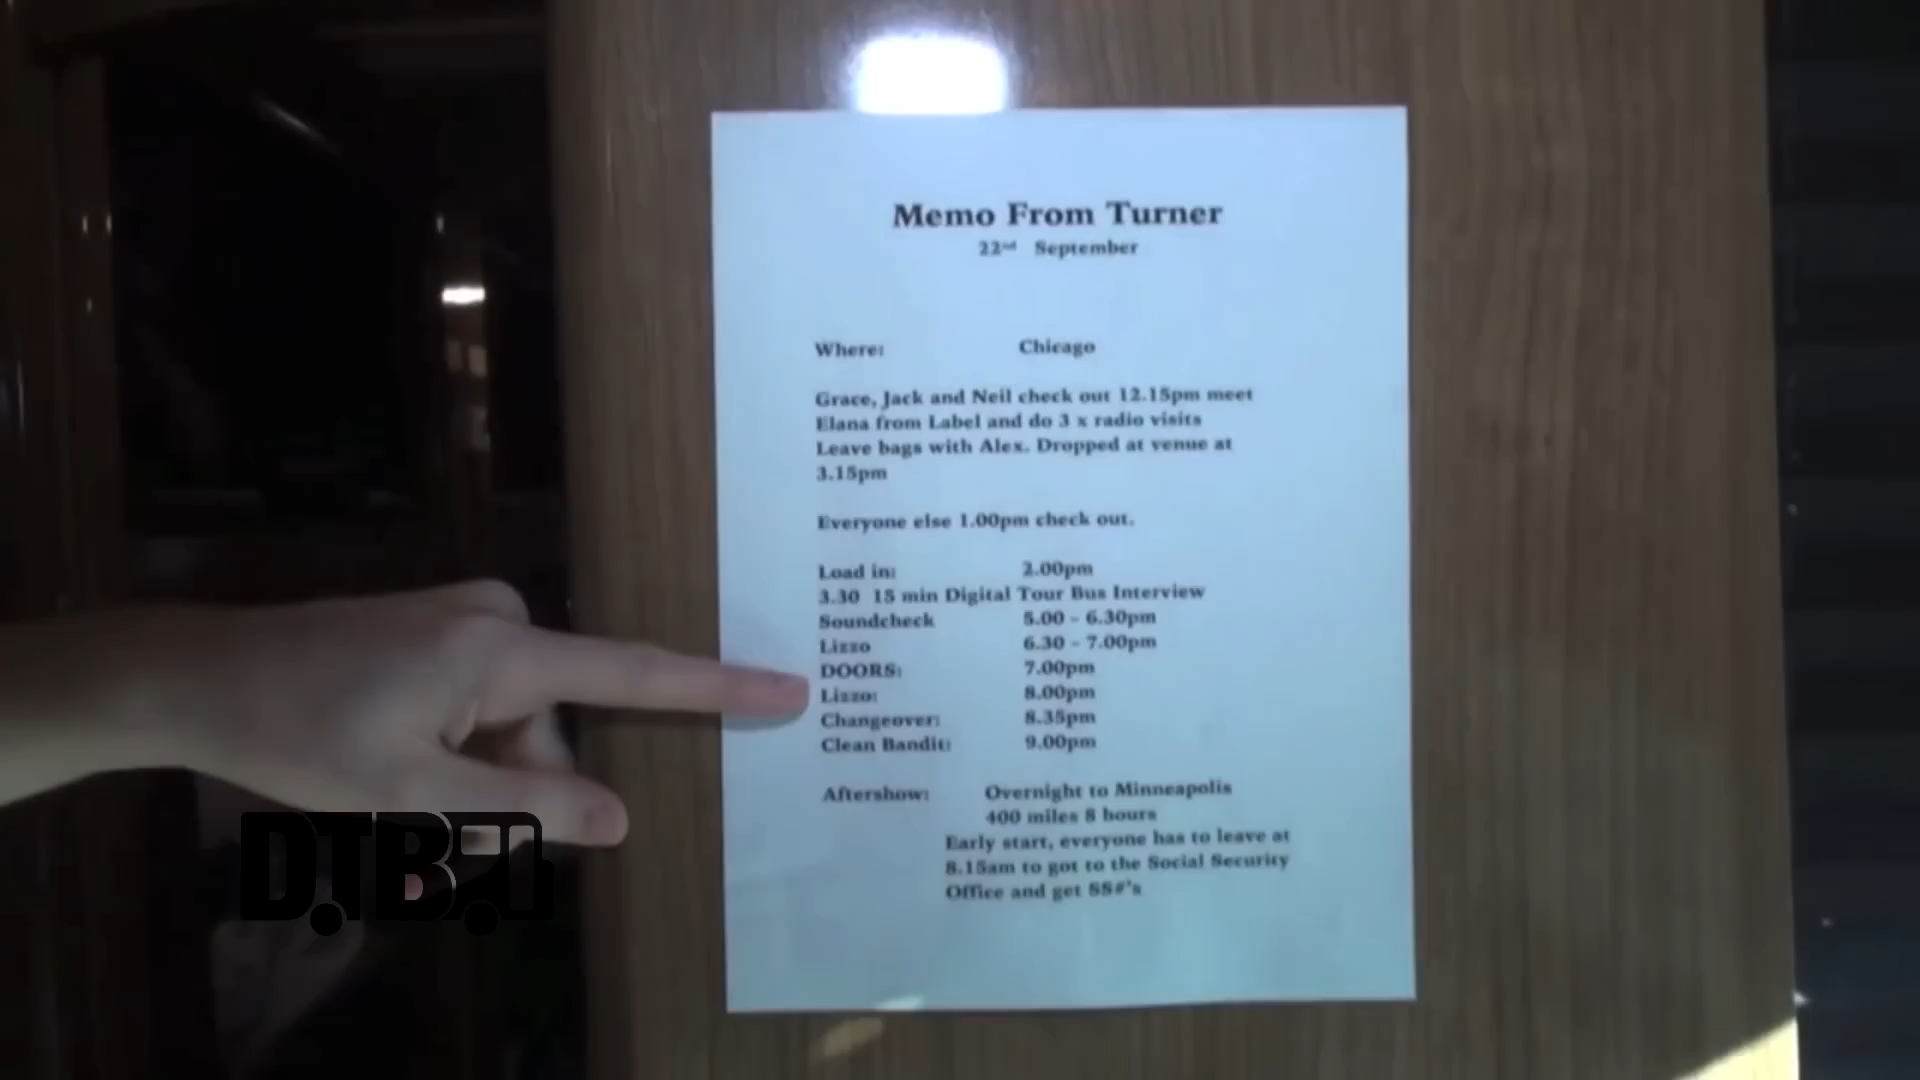 Memo From Turner
22nd September
Where: Chicago
Grace, Jack and Neil check out 12.15pm meet
Elana from Label and do 3 x radio visits
Leave bags with Alex. Dropped at venue at
3.15pm
Everyone else 1.00pm check out.
Load in: 2.00pm
3.30 15 min Digital Tour Bus Interview
Soundcheck 5.00 - 6.30pm
Lizzo 6.30 - 7.00pm
DOORS: 7.00pm
Lizzo: 8.00pm
Changeover: 8.35pm
Clean Bandit: 9.00pm
Aftershow: Overnight to Minneapolis
400 miles 8 hours
Early start, everyone has to leave at
8.15am to got to the Social Security
Office and get SS#'s
DTB